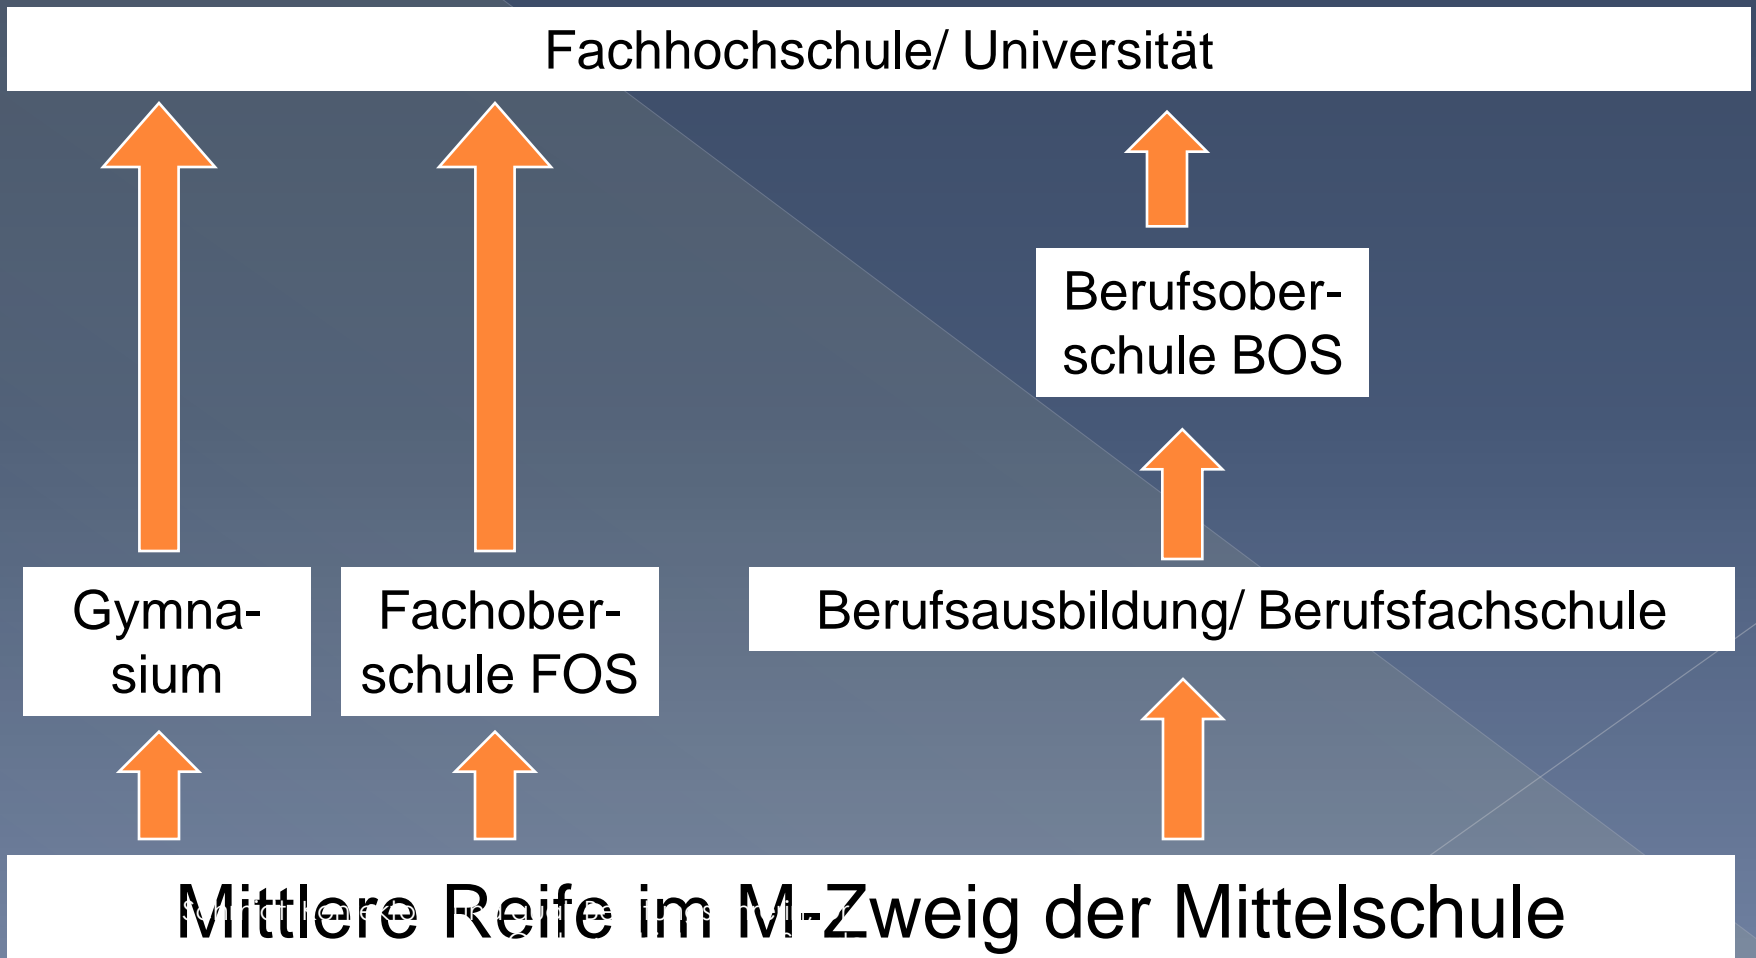 Fachhochschule/ Universität
Berufsober-
schule BOS
Gymna-
sium
Fachober-
schule FOS
Berufsausbildung/ Berufsfachschule
Mittlere Reife im M-Zweig der Mittelschule